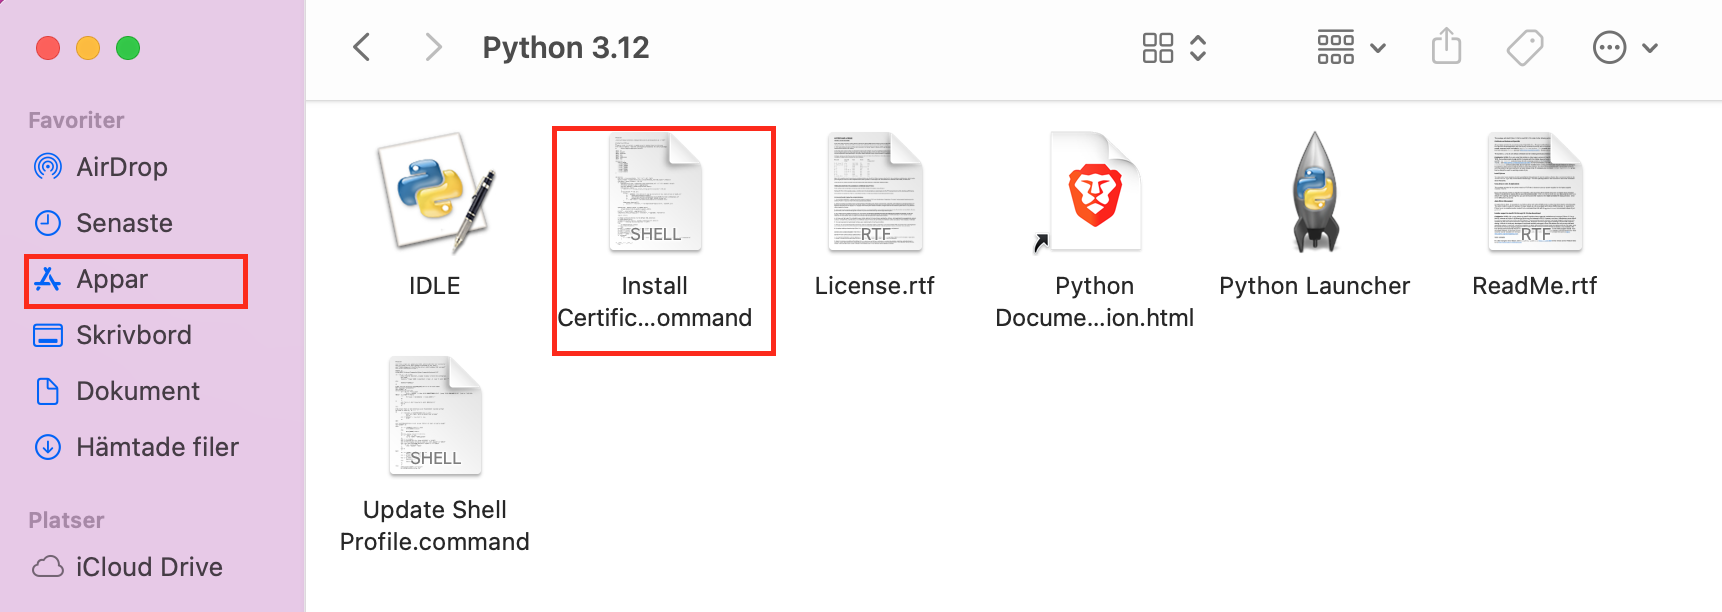 Python 3.12
Favoriter
AirDrop
Senaste
Appar
Skrivbord
Dokument
Hämtade filer
Platser
iCloud Drive
SHELL
RTF
RTF
IDLE
Install
Certific...ommand
License.rtf
Python
Docume...ion.html
Python Launcher
ReadMe.rtf
SHELL
Update Shell
Profile.command